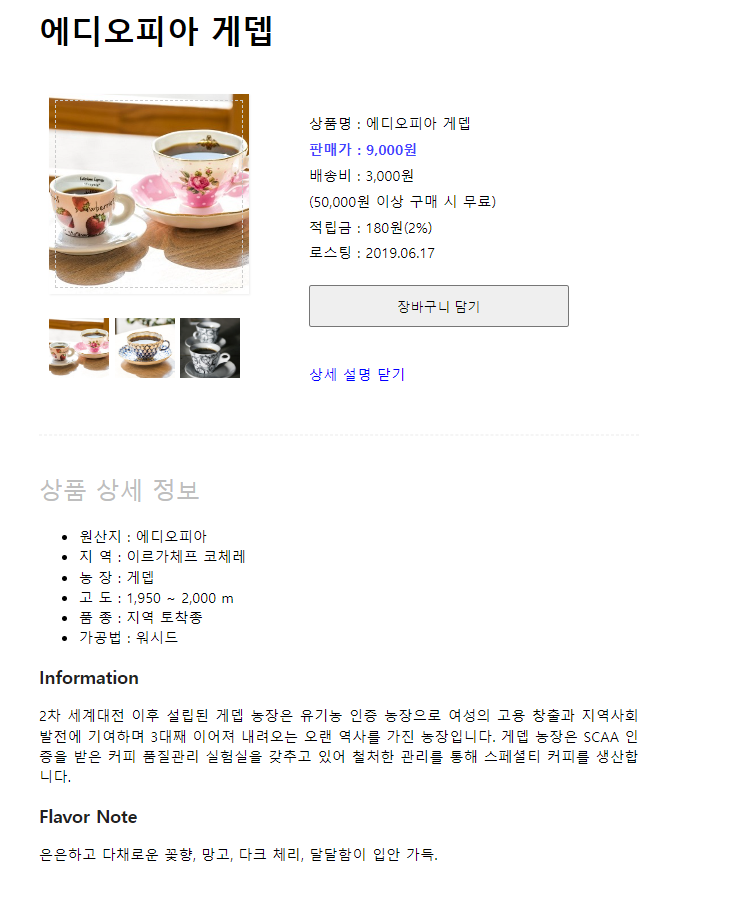 에디오피아 게뎁
상품명 : 에디오피아 게뎁
판매가 : 9,000원
배송비 : 3,000원
(50,000원 이상 구매 시 무료)
적립금 : 180원(2%)
로스팅 : 2019.06.17
장바구니 담기
상세 설명 닫기
상품 상세 정보
원산지 : 에디오피아
지 역 : 이르가체프 코체레
농 장 : 게뎁
고 도 : 1,950 ~ 2,000 m
품 종 : 지역 토착종
가공법 : 워시드
Information
2차 세계대전 이후 설립된 게뎁 농장은 유기농 인증 농장으로 여성의 고용 창출과 지역사회
발전에 기여하며 3대째 이어져 내려오는 오랜 역사를 가진 농장입니다. 게뎁 농장은 SCAA 인
증을 받은 커피 품질관리 실험실을 갖추고 있어 철처한 관리를 통해 스페셜티 커피를 생산합
니다.
Flavor Note
은은하고 다채로운 꽃향, 망고, 다크 체리, 달달함이 입안 가득.